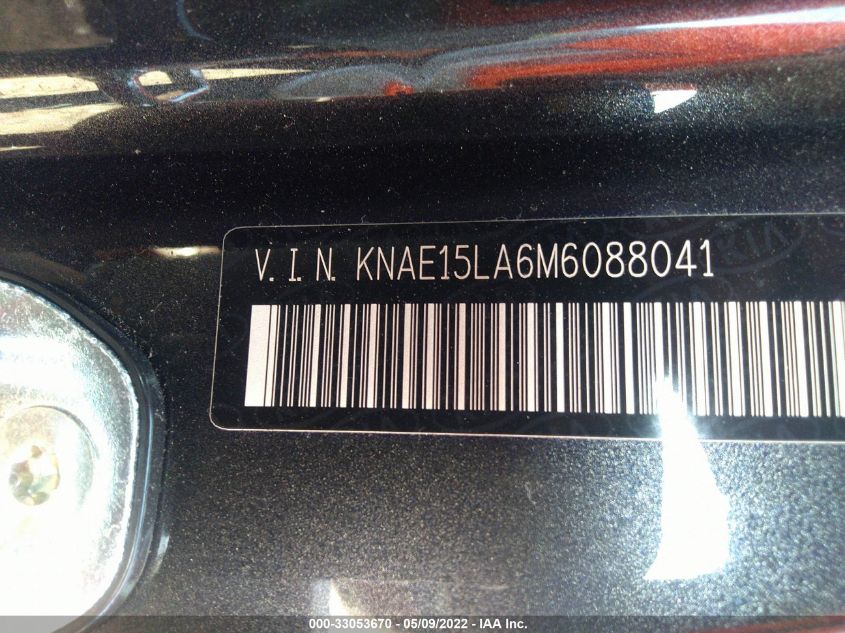 V. I. N. KNAE15LA6M6088041
000-33053670 - 05/09/2022 - IAA Inc.